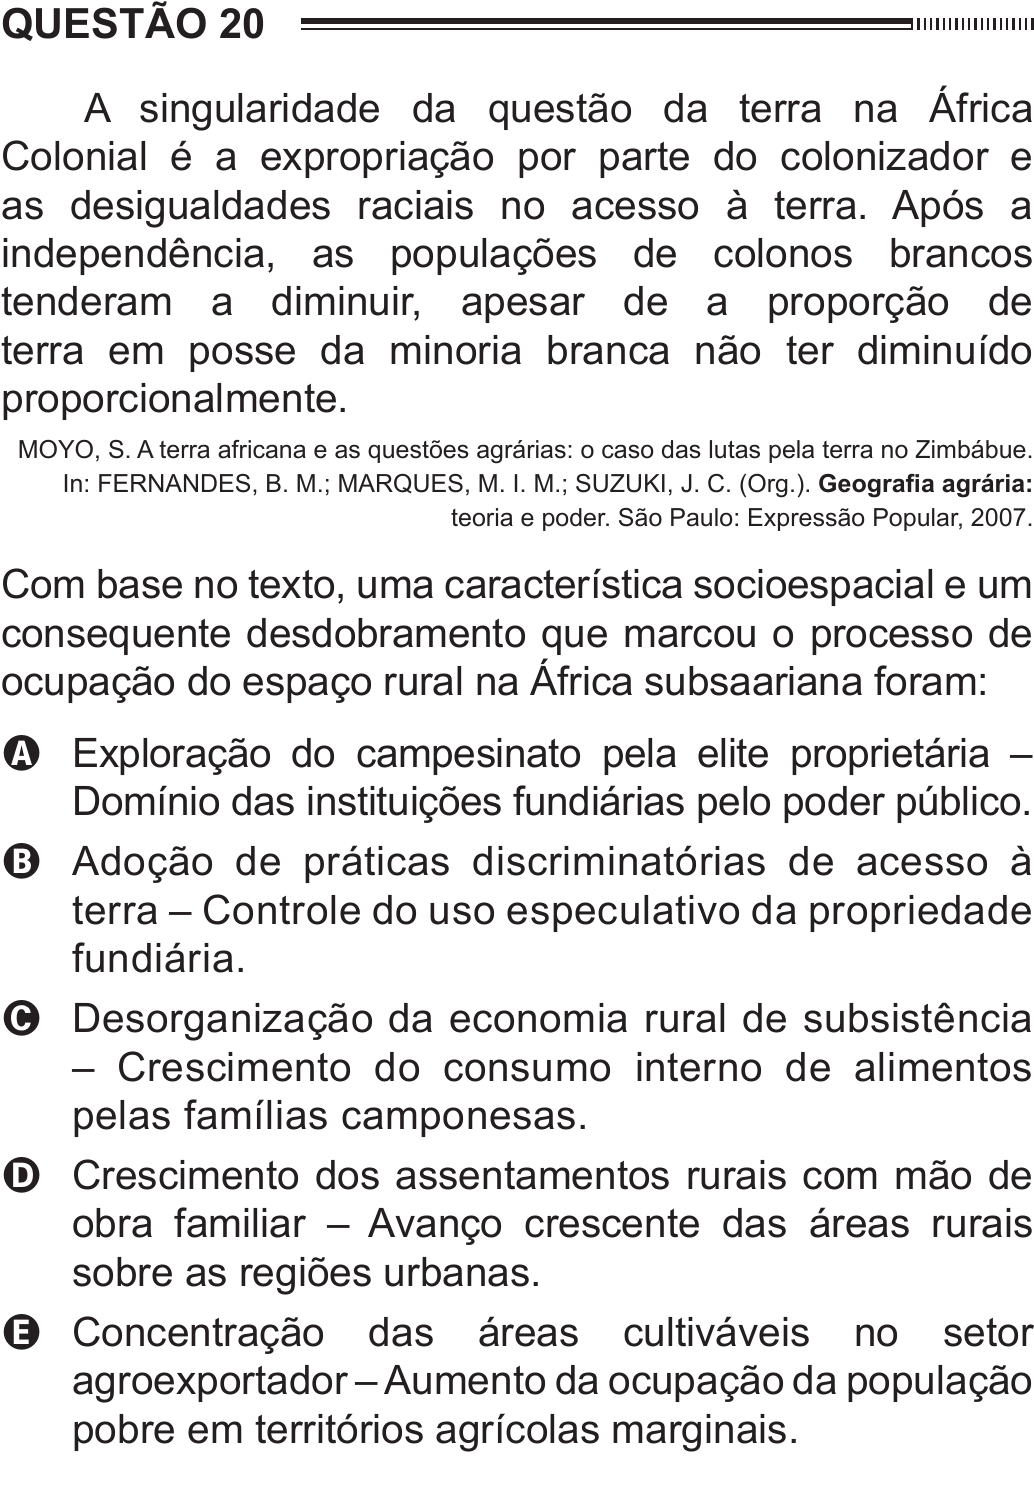 QUESTÃO 20
A singularidade da questão da terra na África
Colonial é a expropriação por parte do colonizador e
as desigualdades raciais no acesso à terra. Após a
independência, as populações de colonos brancos
tenderam a diminuir, apesar de a proporção de
terra em posse da minoria branca não ter diminuído
proporcionalmente.
MOYO, S. A terra africana e as questões agrárias: o caso das lutas pela terra no Zimbábue.
In: FERNANDES, B. M.; MARQUES, M. I. M.; SUZUKI, J. C. (Org.). Geografia agrária:
teoria e poder. São Paulo: Expressão Popular, 2007.
Com base no texto, uma característica socioespacial e um
consequente desdobramento que marcou o processo de
ocupação do espaço rural na África subsaariana foram:
A Exploração do campesinato pela elite proprietária –
Domínio das instituições fundiárias pelo poder público.
B Adoção de práticas discriminatórias de acesso à
terra – Controle do uso especulativo da propriedade
fundiária.
C Desorganização da economia rural de subsistência
– Crescimento do consumo interno de alimentos
pelas famílias camponesas.
D Crescimento dos assentamentos rurais com mão de
obra familiar – Avanço crescente das áreas rurais
sobre as regiões urbanas.
E Concentração das áreas cultiváveis no setor
agroexportador – Aumento da ocupação da população
pobre em territórios agrícolas marginais.